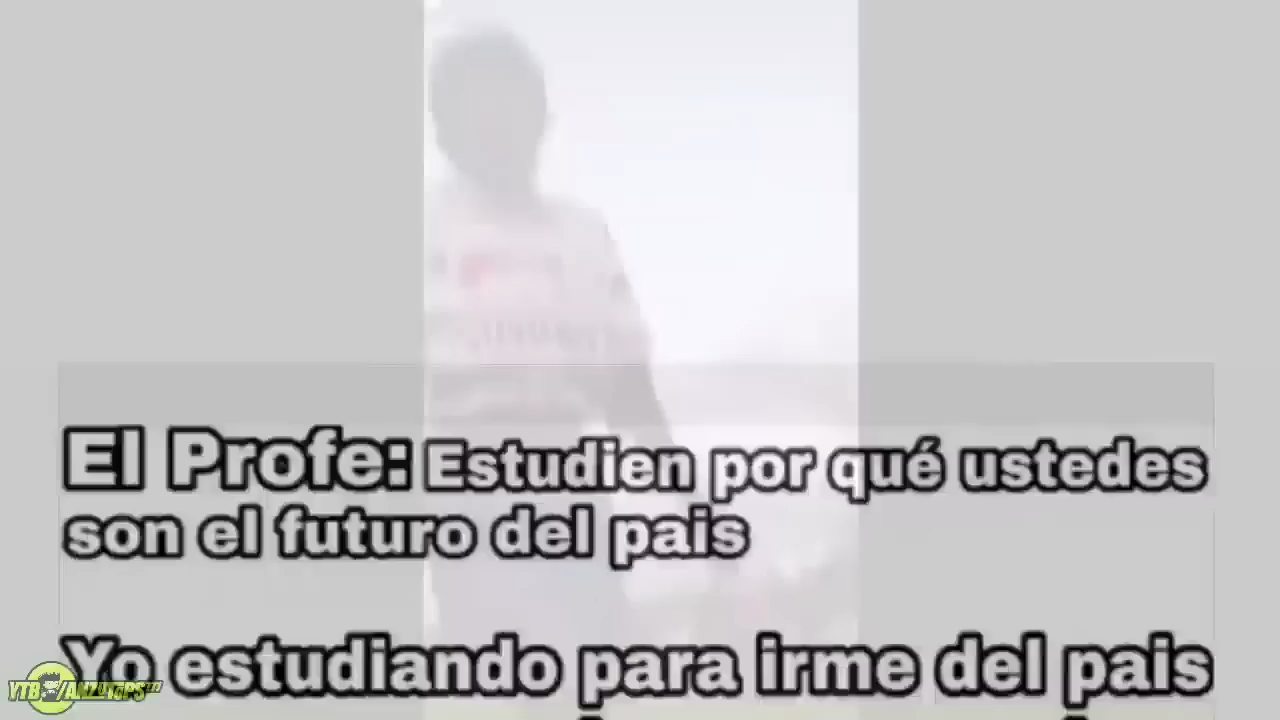 El Profe: Estudien por qué ustedes
son el futuro del pais
Yo estudiando para irme del pais